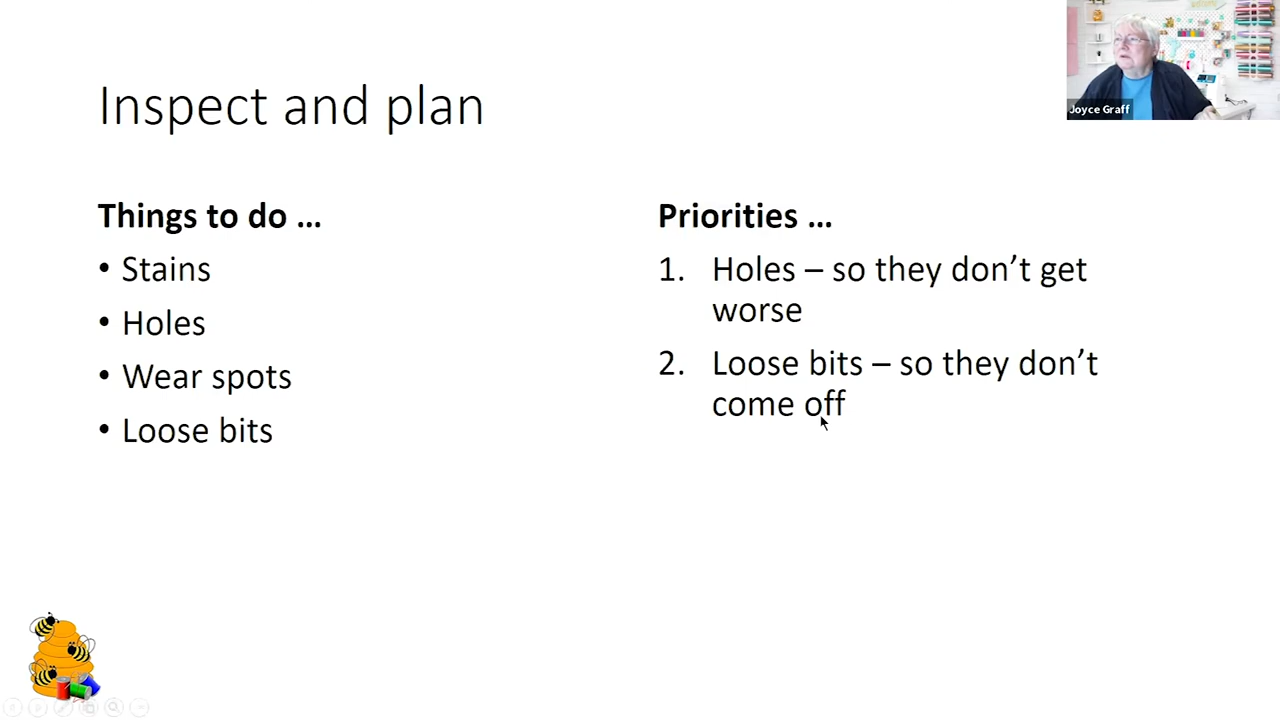 Joyce Graff
Inspect and plan
Things to do …
• Stains
• Holes
• Wear spots
• Loose bits
Priorities …
1. Holes – so they don’t get
worse
2. Loose bits – so they don’t
come off